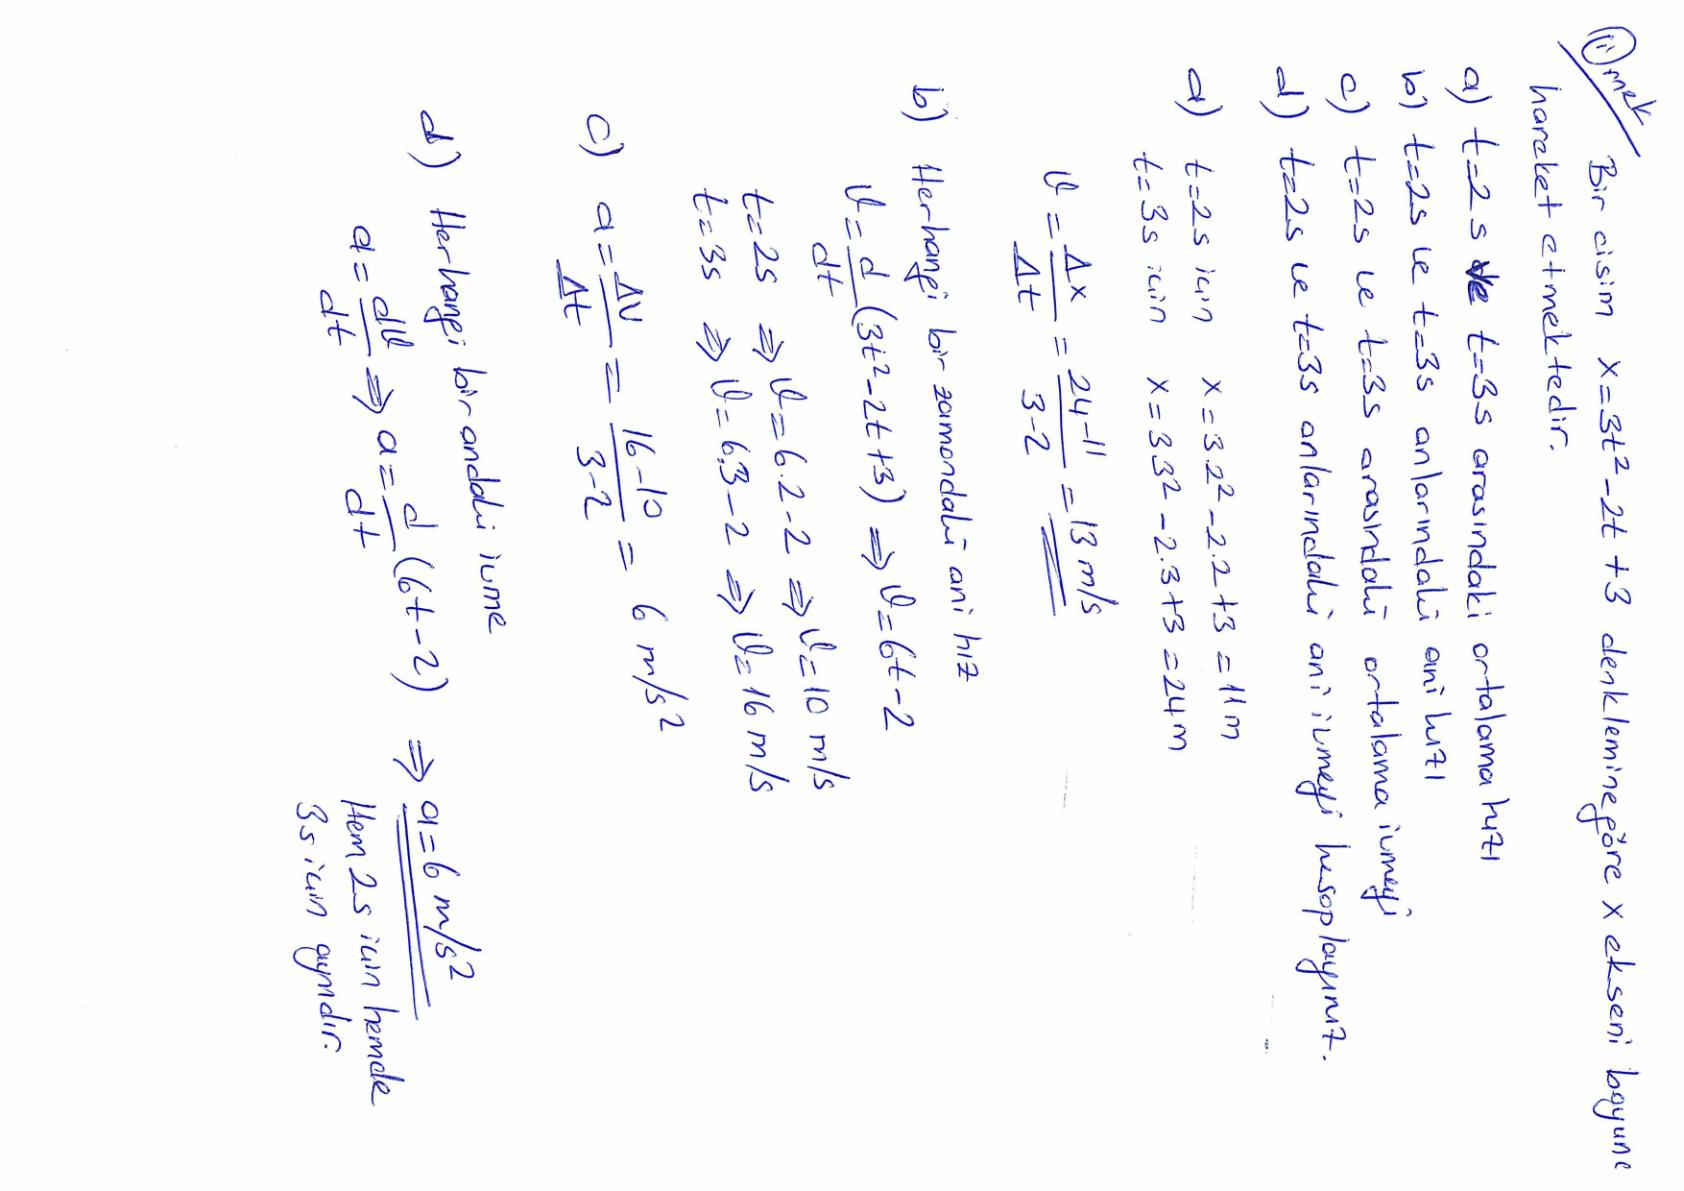 Örnek Bir cisim x=3t²-2t+3 denklemine göre x ekseni boyunc
hareket etmektedir.
a) t=2s ve t=3s arasındaki ortalama hızı
b) t=2s ve t=3s anlarındaki ani hızı
c) t=2s ve t=3s arasındaki ortalama ivmeyi
d) t=2s ve t=3s anlarındaki ani ivmeyi hesaplayınız.
a) t=2s için x=3.2²-2.2+3=11m
t=3s için x=3.3²-2.3+3=24m
v=Δx/Δt=24-11/3-2=13 m/s
b) Herhangi bir zamandaki ani hız
v=d/dt(3t²-2t+3) ⇒ v=6t-2
t=2s ⇒ v=6.2-2 ⇒ v=10 m/s
t=3s ⇒ v=6.3-2 ⇒ v=16 m/s
c) a=Δv/Δt=16-10/3-2=6 m/s²
d) Herhangi bir andaki ivme
a=dv/dt ⇒ a=d/dt(6t-2) ⇒ a=6 m/s²
Hem 2s için hemde
3s için aynıdır.